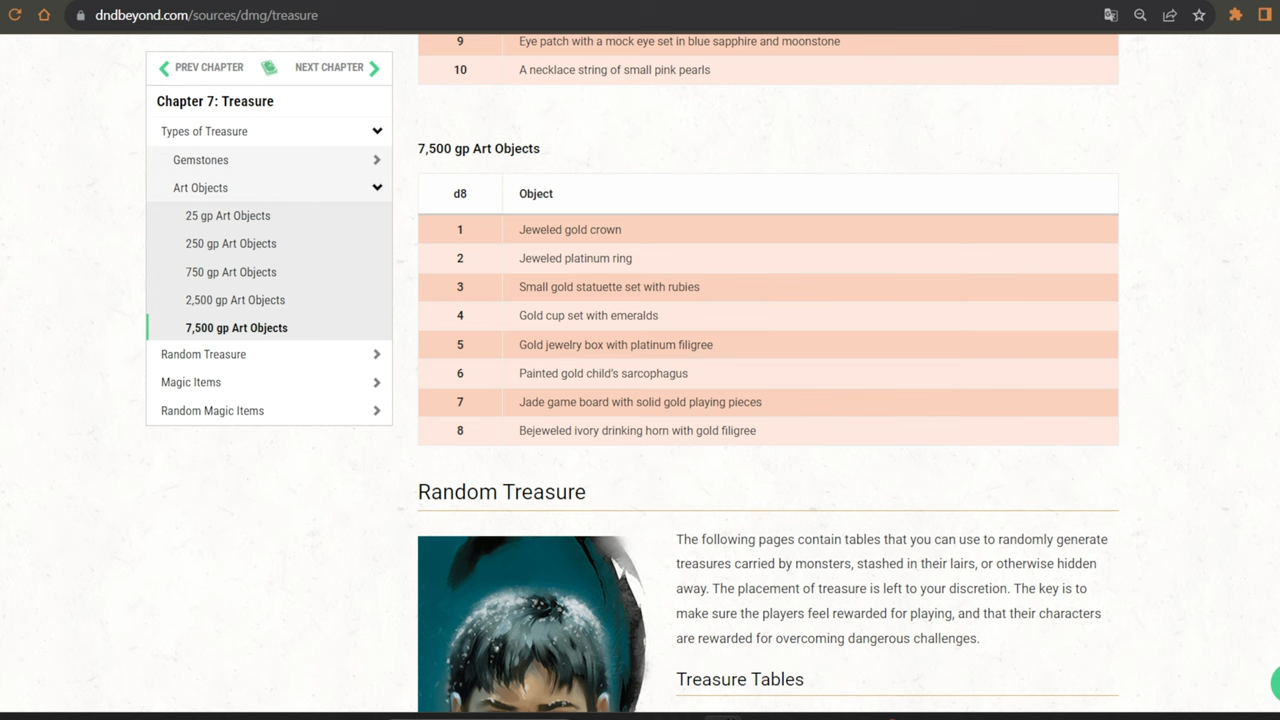 dndbeyond.com/sources/dmg/treasure
PREV CHAPTER
NEXT CHAPTER
Chapter 7: Treasure
Types of Treasure
Gemstones
Art Objects
25 gp Art Objects
250 gp Art Objects
750 gp Art Objects
2,500 gp Art Objects
7,500 gp Art Objects
Random Treasure
Magic Items
Random Magic Items
9 Eye patch with a mock eye set in blue sapphire and moonstone
10 A necklace string of small pink pearls
7,500 gp Art Objects
d8 Object
1 Jeweled gold crown
2 Jeweled platinum ring
3 Small gold statuette set with rubies
4 Gold cup set with emeralds
5 Gold jewelry box with platinum filigree
6 Painted gold child's sarcophagus
7 Jade game board with solid gold playing pieces
8 Bejeweled ivory drinking horn with gold filigree
Random Treasure
The following pages contain tables that you can use to randomly generate
treasures carried by monsters, stashed in their lairs, or otherwise hidden
away. The placement of treasure is left to your discretion. The key is to
make sure the players feel rewarded for playing, and that their characters
are rewarded for overcoming dangerous challenges.
Treasure Tables